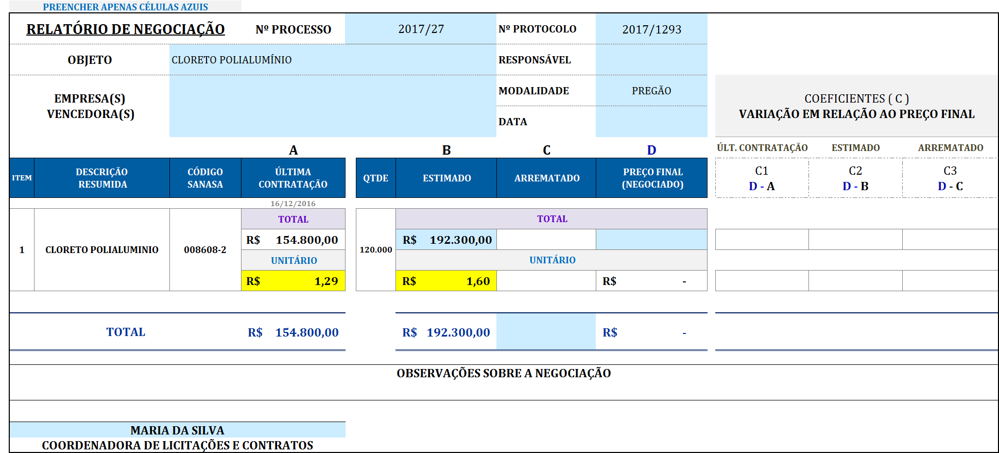 PREENCHER APENAS CÉLULAS AZUIS
RELATÓRIO DE NEGOCIAÇÃO Nº PROCESSO 2017/27 Nº PROTOCOLO 2017/1293
OBJETO CLORETO POLIALUMÍNIO RESPONSÁVEL
EMPRESA(S)
VENCEDORA(S)
MODALIDADE PREGÃO
DATA
COEFICIENTES ( C )
VARIAÇÃO EM RELAÇÃO AO PREÇO FINAL
A B C D ÚLT. CONTRATAÇÃO ESTIMADO ARREMATADO
ITEM
DESCRIÇÃO
RESUMIDA
CÓDIGO
SANASA
ÚLTIMA
CONTRATAÇÃO
QTDE
ESTIMADO
ARREMATADO
PREÇO FINAL
(NEGOCIADO)
C1
D - A
C2
D - B
C3
D - C
16/12/2016
TOTAL TOTAL
R$ 154.800,00 R$ 192.300,00
1 CLORETO POLIALUMINIO 008608-2 120.000
UNITÁRIO UNITÁRIO
R$ 1,29 R$ 1,60 R$ -
TOTAL R$ 154.800,00 R$ 192.300,00 R$ -
OBSERVAÇÕES SOBRE A NEGOCIAÇÃO
MARIA DA SILVA
COORDENADORA DE LICITAÇÕES E CONTRATOS